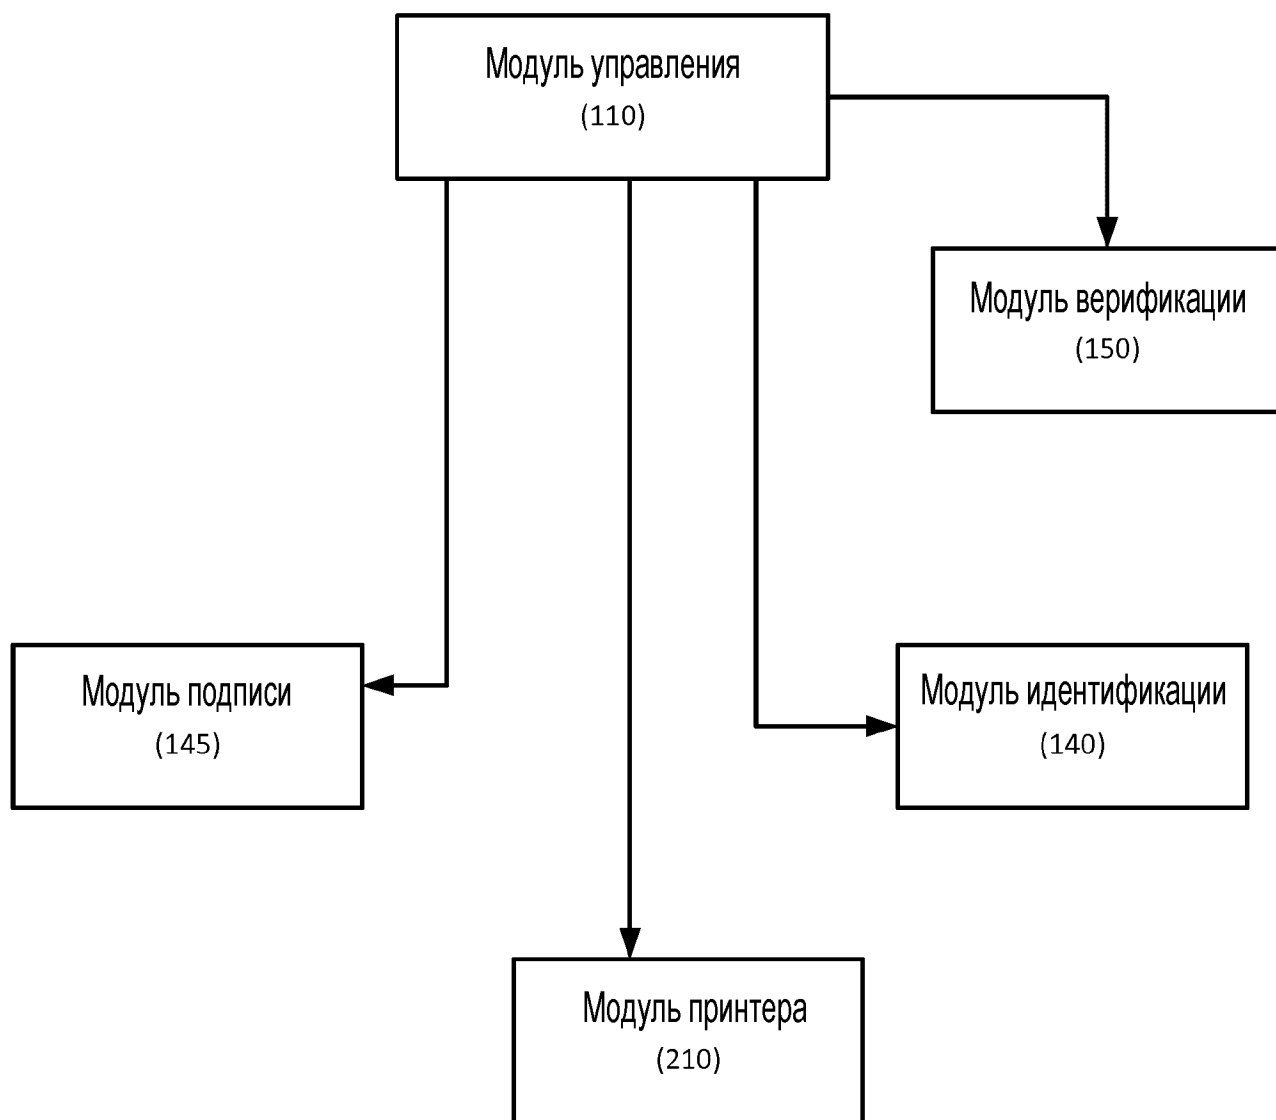 Модуль управления
(110)
Модуль верификации
(150)
Модуль подписи
(145)
Модуль идентификации
(140)
Модуль принтера
(210)